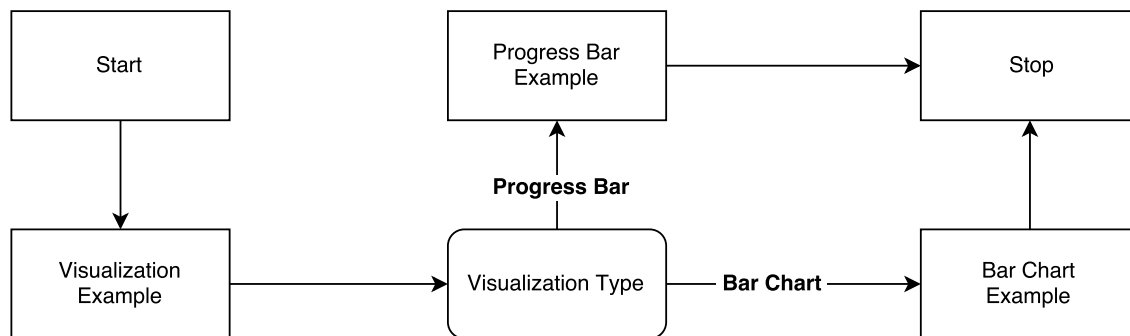 Start
Progress Bar
Example
Stop
Progress Bar
Visualization
Example
Visualization Type
Bar Chart
Bar Chart
Example